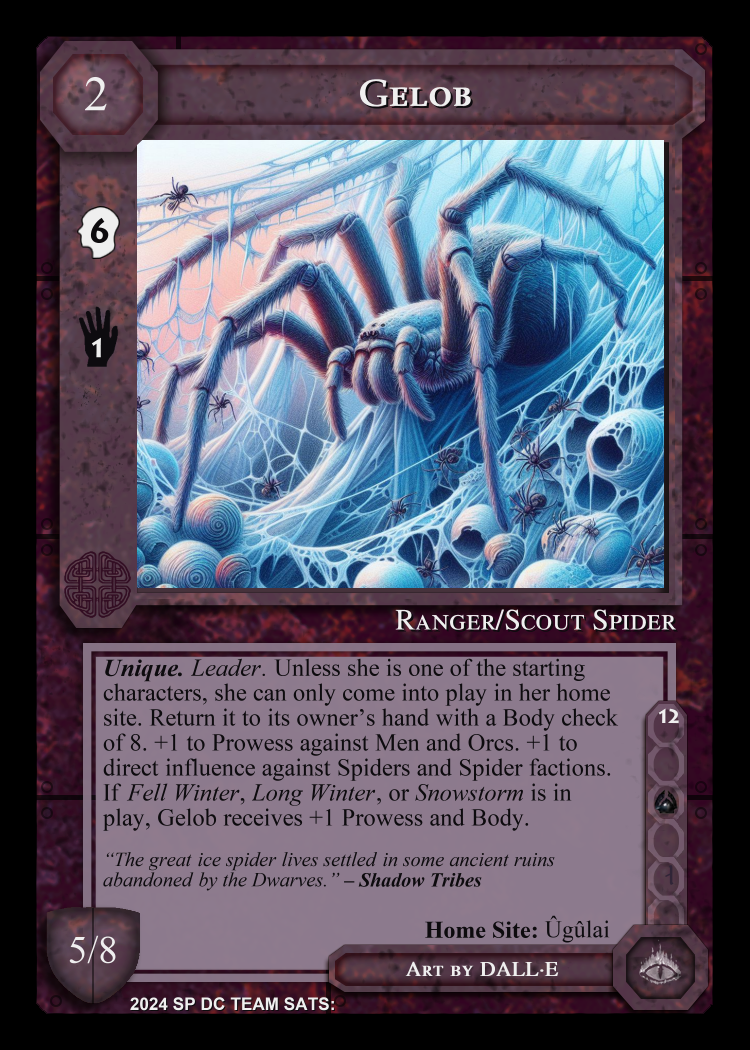 2
GELOB
6
1
RANGER/SCOUT SPIDER
Unique. Leader. Unless she is one of the starting
characters, she can only come into play in her home
site. Return it to its owner’s hand with a Body check
of 8. +1 to Prowess against Men and Orcs. +1 to
direct influence against Spiders and Spider factions.
If Fell Winter, Long Winter, or Snowstorm is in
play, Gelob receives +1 Prowess and Body.
12
“The great ice spider lives settled in some ancient ruins
abandoned by the Dwarves.” – Shadow Tribes
Home Site: Ûgûlai
5/8
ART BY DALL·E
2024 SP DC TEAM SATS: